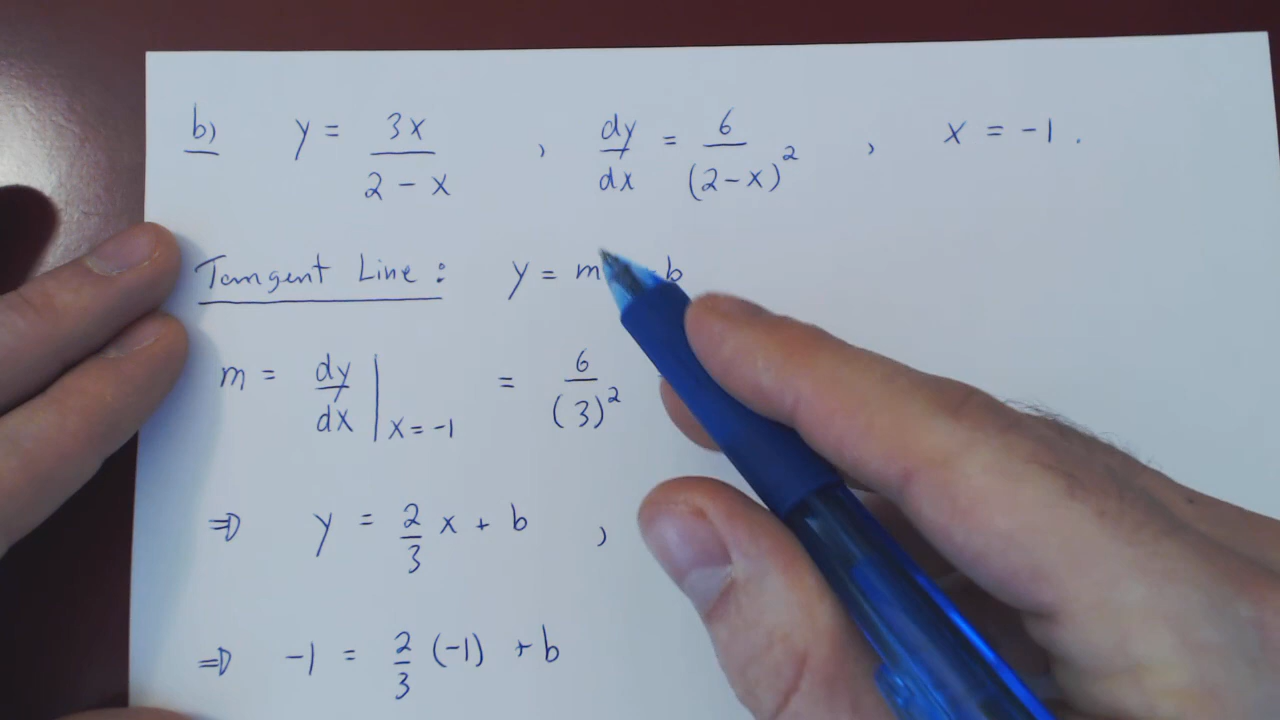 b) y = 3x / 2 - x , dy/dx = 6 / (2-x)^2 , x = -1 .
Tangent Line : y = m b
m = dy/dx | x = -1 = 6 / (3)^2
⇒ y = 2/3 x + b ,
⇒ -1 = 2/3 (-1) + b